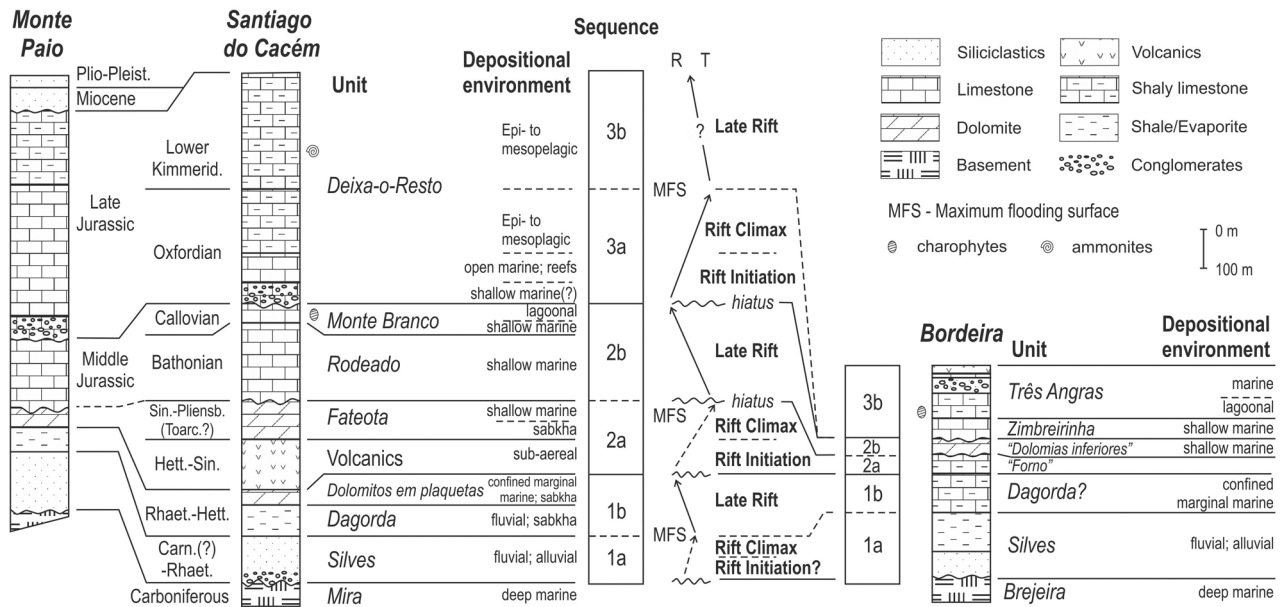 Monte
Paio
Plio-Pleist.
Miocene
Late
Jurassic
Middle
Jurassic
Lower
Kimmerid.
Oxfordian
Callovian
Bathonian
Sin.-Pliensb.
(Toarc.?)
Hett.-Sin.
Rhaet.-Hett.
Carn.(?)
-Rhaet.
Carboniferous
Santiago
do Cacém
Unit
Deixa-o-Resto
Monte Branco
Rodeado
Fateota
Volcanics
Dolomitos em plaquetas
Dagorda
Silves
Mira
Depositional
environment
Epi- to
mesopelagic
Epi- to
mesoplagic
open marine; reefs
shallow marine(?)
lagoonal
shallow marine
shallow marine
shallow marine
sabkha
sub-aereal
confined marginal
marine; sabkha
fluvial; sabkha
fluvial; alluvial
deep marine
Sequence
3b
3a
2b
2a
1b
1a
R T
?
Late Rift
MFS
Rift Climax
Rift Initiation
hiatus
Late Rift
hiatus
MFS
Rift Climax
Rift Initiation
Late Rift
MFS
Rift Climax
Rift Initiation?
3b
2b
2a
1b
1a
Siliciclastics
Volcanics
Limestone
Shaly limestone
Dolomite
Shale/Evaporite
Basement
Conglomerates
MFS - Maximum flooding surface
charophytes
ammonites
0 m
100 m
Bordeira
Unit
Depositional
environment
Três Angras
marine
lagoonal
Zimbreirinha
shallow marine
"Dolomias inferiores"
shallow marine
"Forno"
Dagorda?
confined
marginal marine
Silves
fluvial; alluvial
Brejeira
deep marine